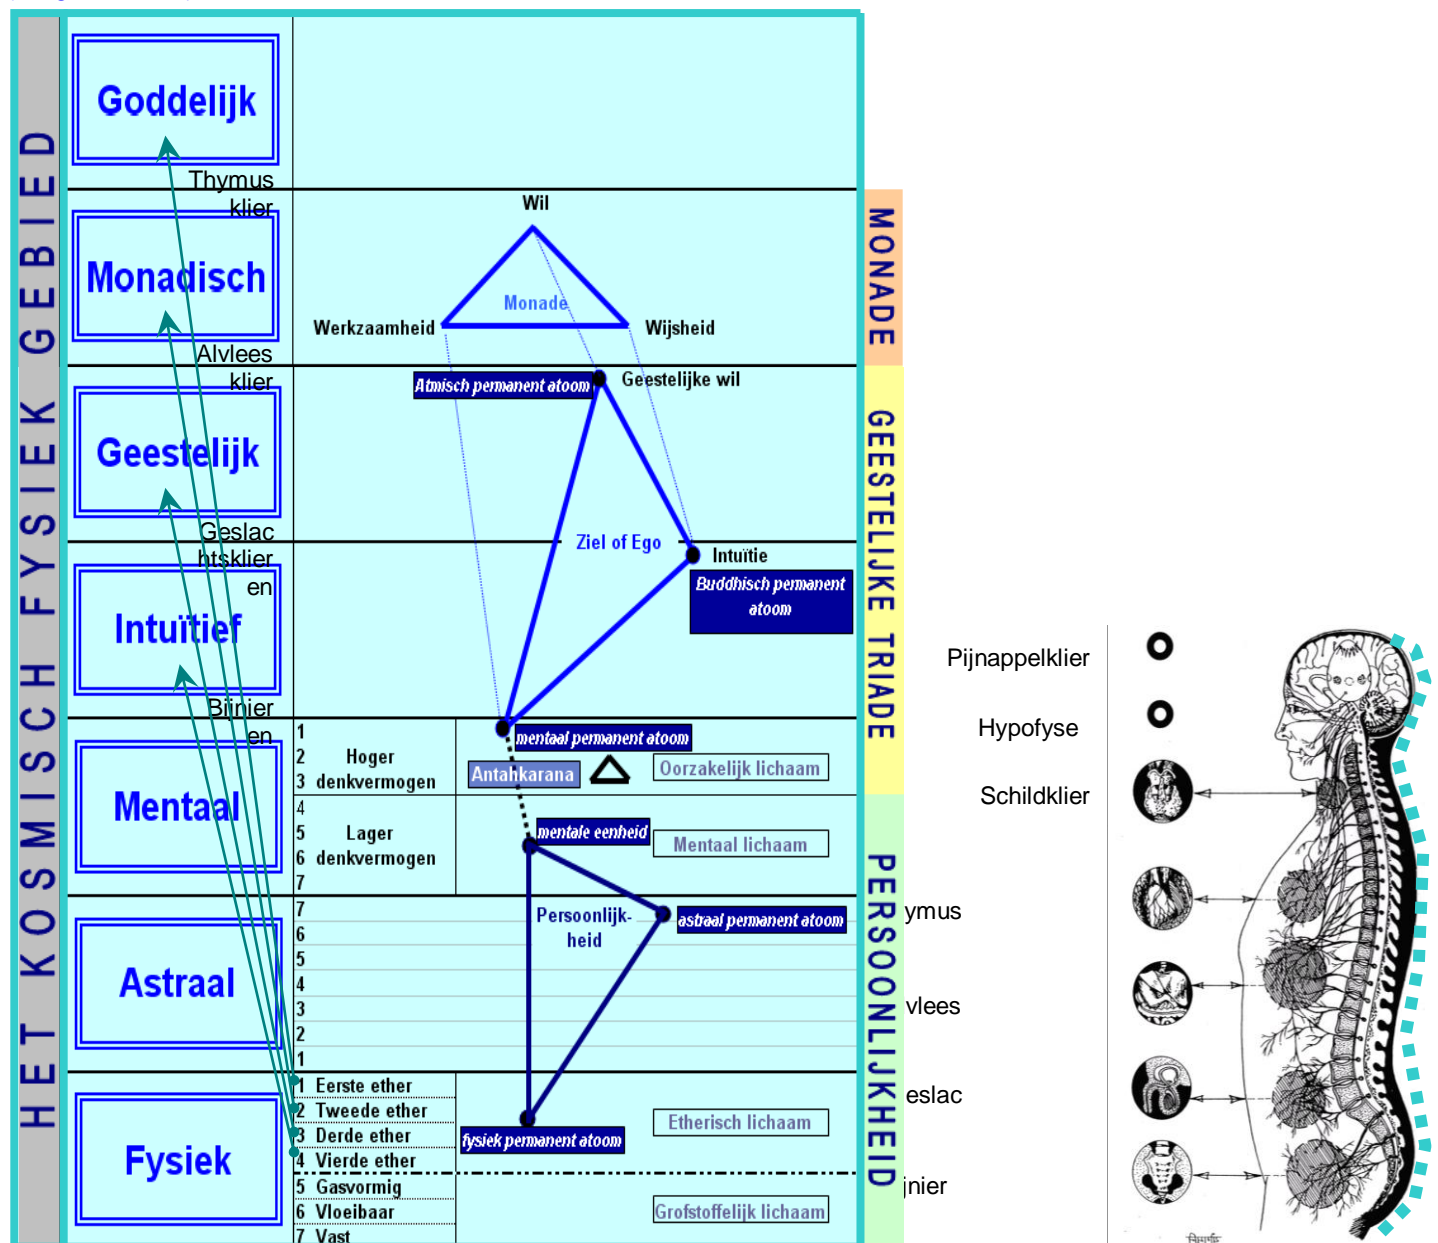 HET KOSMISCH FYSIEK GEBIED
Goddelijk
Thymus
klier
Monadisch
Alvlees
klier
Geestelijk
Geslac
htsklier
en
Intuïtief
Bijnier
en
Mentaal
Astraal
Fysiek
Wil
Monade
Werkzaamheid
Wijsheid
Atmisch permanent atoom
Geestelijke wil
Ziel of Ego
Intuïtie
Buddhisch permanent
atoom
1
2 Hoger
3 denkvermogen
mentaal permanent atoom
Antahkarana
Oorzakelijk lichaam
4
5 Lager
6 denkvermogen
7
mentale eenheid
Mentaal lichaam
7
6
5
4
3
2
1
Persoonlijk-
heid
astraal permanent atoom
1 Eerste ether
2 Tweede ether
3 Derde ether
4 Vierde ether
5 Gasvormig
6 Vloeibaar
7 Vast
fysiek permanent atoom
Etherisch lichaam
Grofstoffelijk lichaam
MONADE
GEESTELIJKE TRIADE
PERSOONLIJKHEID
Pijnappelklier
Hypofyse
Schildklier
ymus
vlees
eslac
jnier